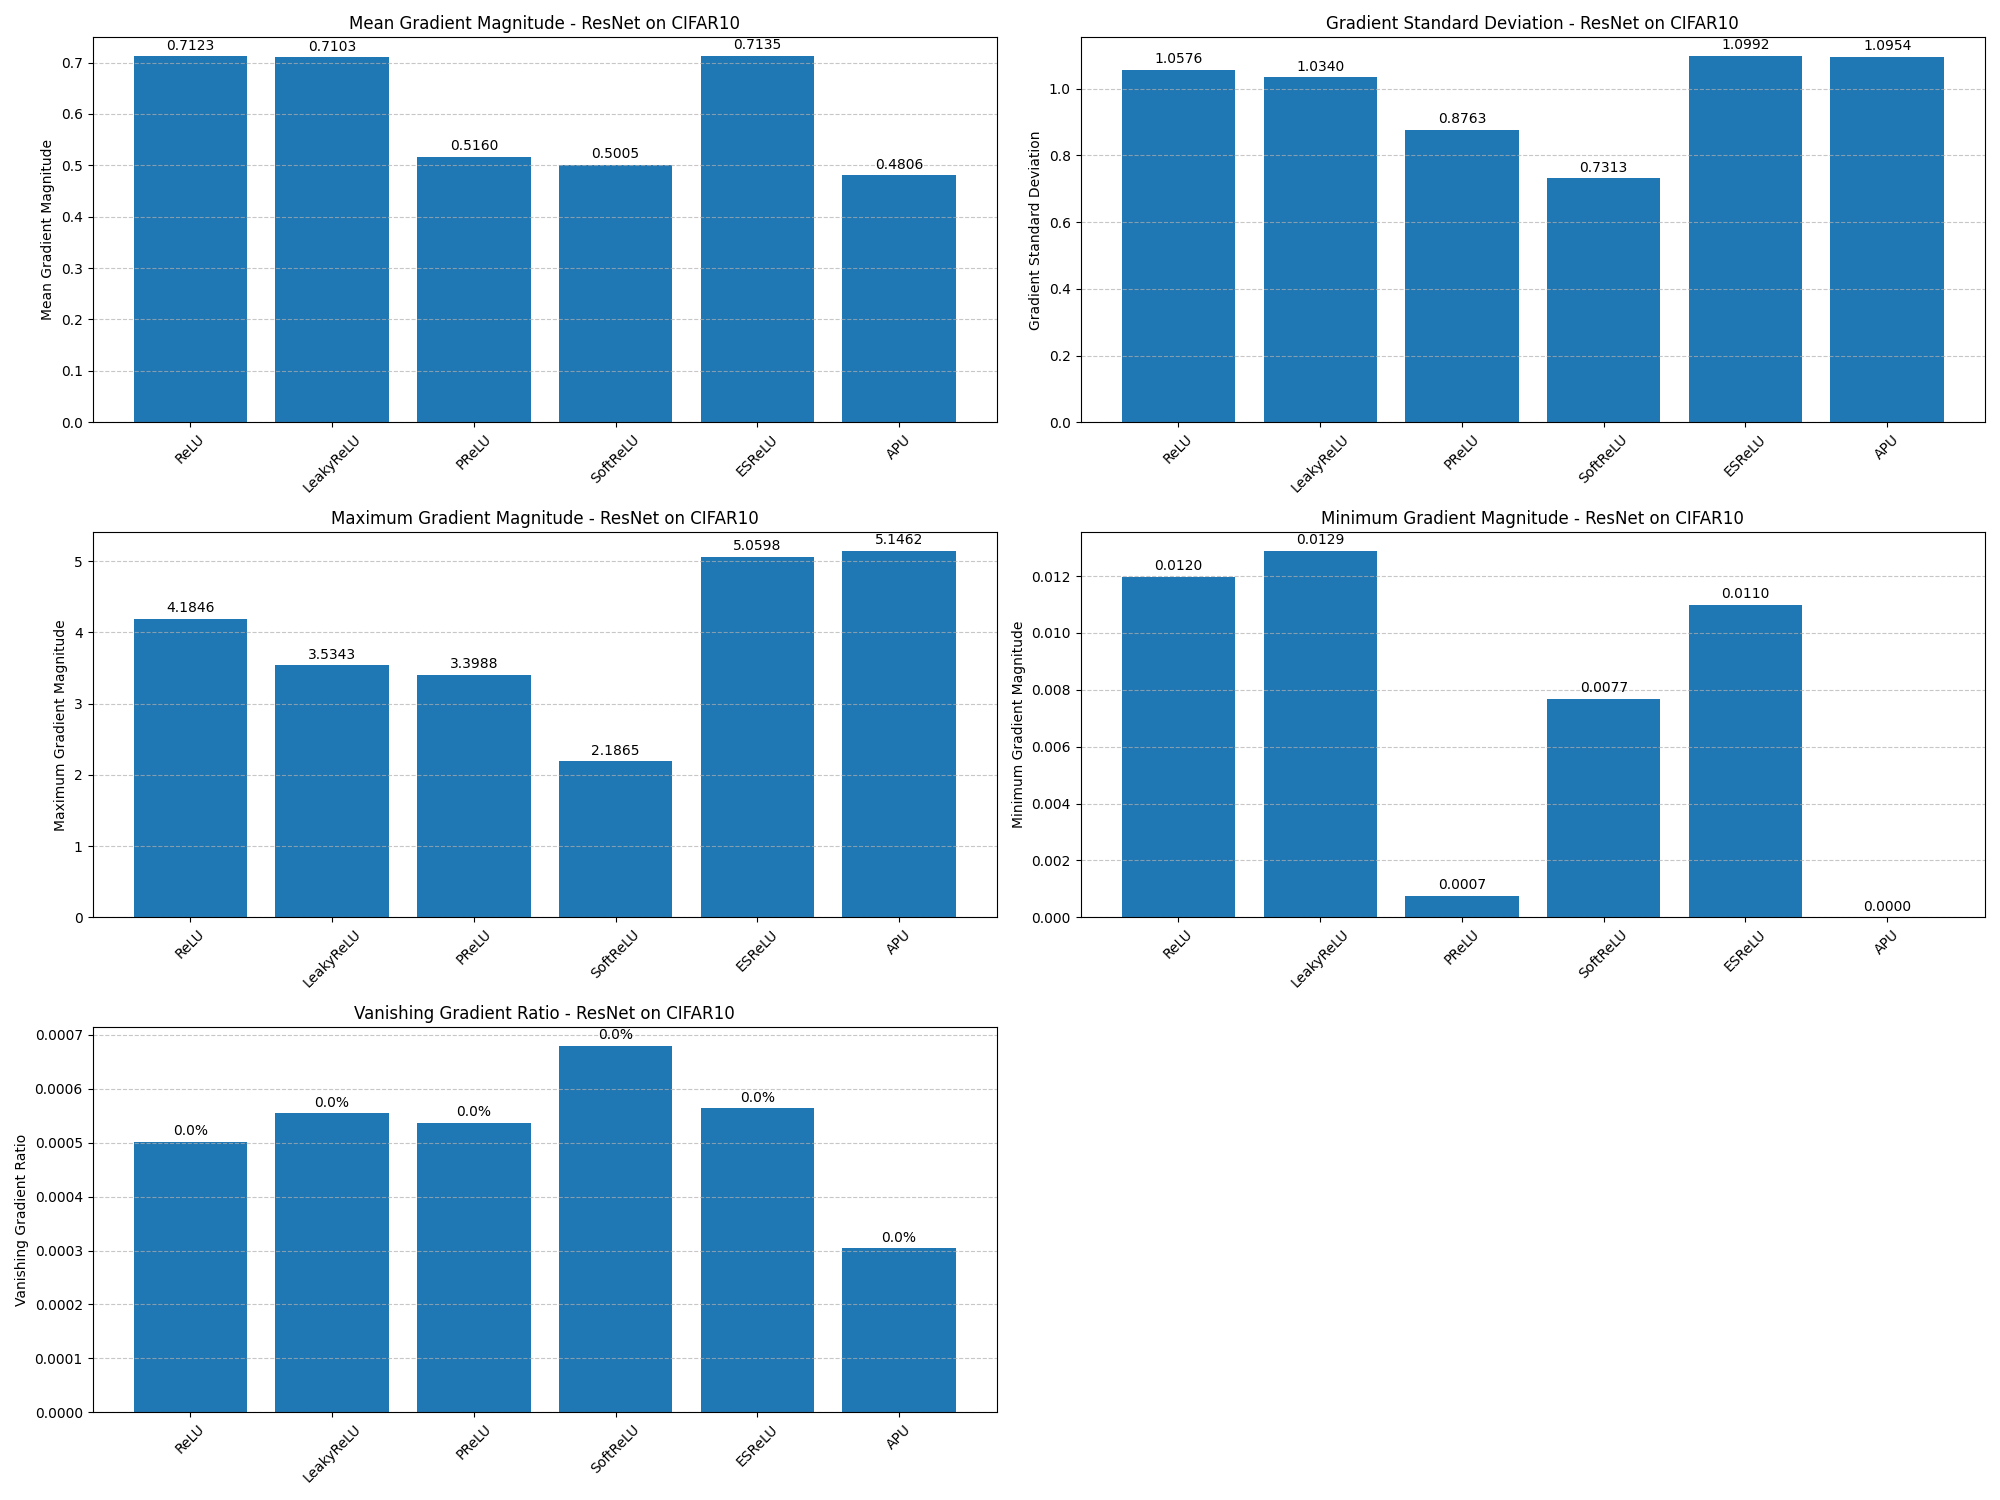 Mean Gradient Magnitude - ResNet on CIFAR10
Mean Gradient Magnitude
0.7
0.6
0.5
0.4
0.3
0.2
0.1
0.0
0.7123
0.7103
0.5160
0.5005
0.7135
0.4806
ReLU
LeakyReLU
PReLU
SoftReLU
ESReLU
APU
Gradient Standard Deviation - ResNet on CIFAR10
Gradient Standard Deviation
1.0
0.8
0.6
0.4
0.2
0.0
1.0576
1.0340
0.8763
0.7313
1.0992
1.0954
ReLU
LeakyReLU
PReLU
SoftReLU
ESReLU
APU
Maximum Gradient Magnitude - ResNet on CIFAR10
Maximum Gradient Magnitude
5
4
3
2
1
0
4.1846
3.5343
3.3988
2.1865
5.0598
5.1462
ReLU
LeakyReLU
PReLU
SoftReLU
ESReLU
APU
Minimum Gradient Magnitude - ResNet on CIFAR10
Minimum Gradient Magnitude
0.012
0.010
0.008
0.006
0.004
0.002
0.000
0.0120
0.0129
0.0007
0.0077
0.0110
0.0000
ReLU
LeakyReLU
PReLU
SoftReLU
ESReLU
APU
Vanishing Gradient Ratio - ResNet on CIFAR10
Vanishing Gradient Ratio
0.0007
0.0006
0.0005
0.0004
0.0003
0.0002
0.0001
0.0000
0.0%
0.0%
0.0%
0.0%
0.0%
0.0%
ReLU
LeakyReLU
PReLU
SoftReLU
ESReLU
APU